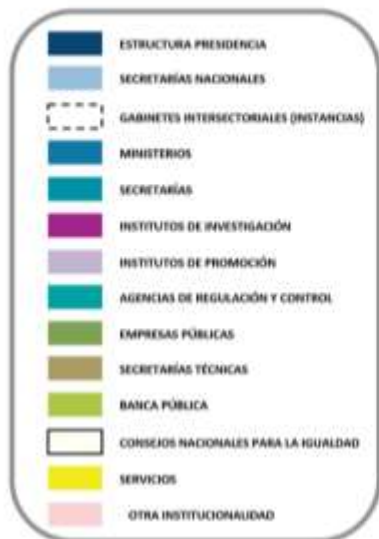 ESTRUCTURA PRESIDENCIA
SECRETARÍAS NACIONALES
GABINETES INTERSECTORIALES (INSTANCIAS)
MINISTERIOS
SECRETARÍAS
INSTITUTOS DE INVESTIGACIÓN
INSTITUTOS DE PROMOCIÓN
AGENCIAS DE REGULACIÓN Y CONTROL
EMPRESAS PÚBLICAS
SECRETARÍAS TÉCNICAS
BANCA PÚBLICA
CONSEJOS NACIONALES PARA LA IGUALDAD
SERVICIOS
OTRA INSTITUCIONALIDAD